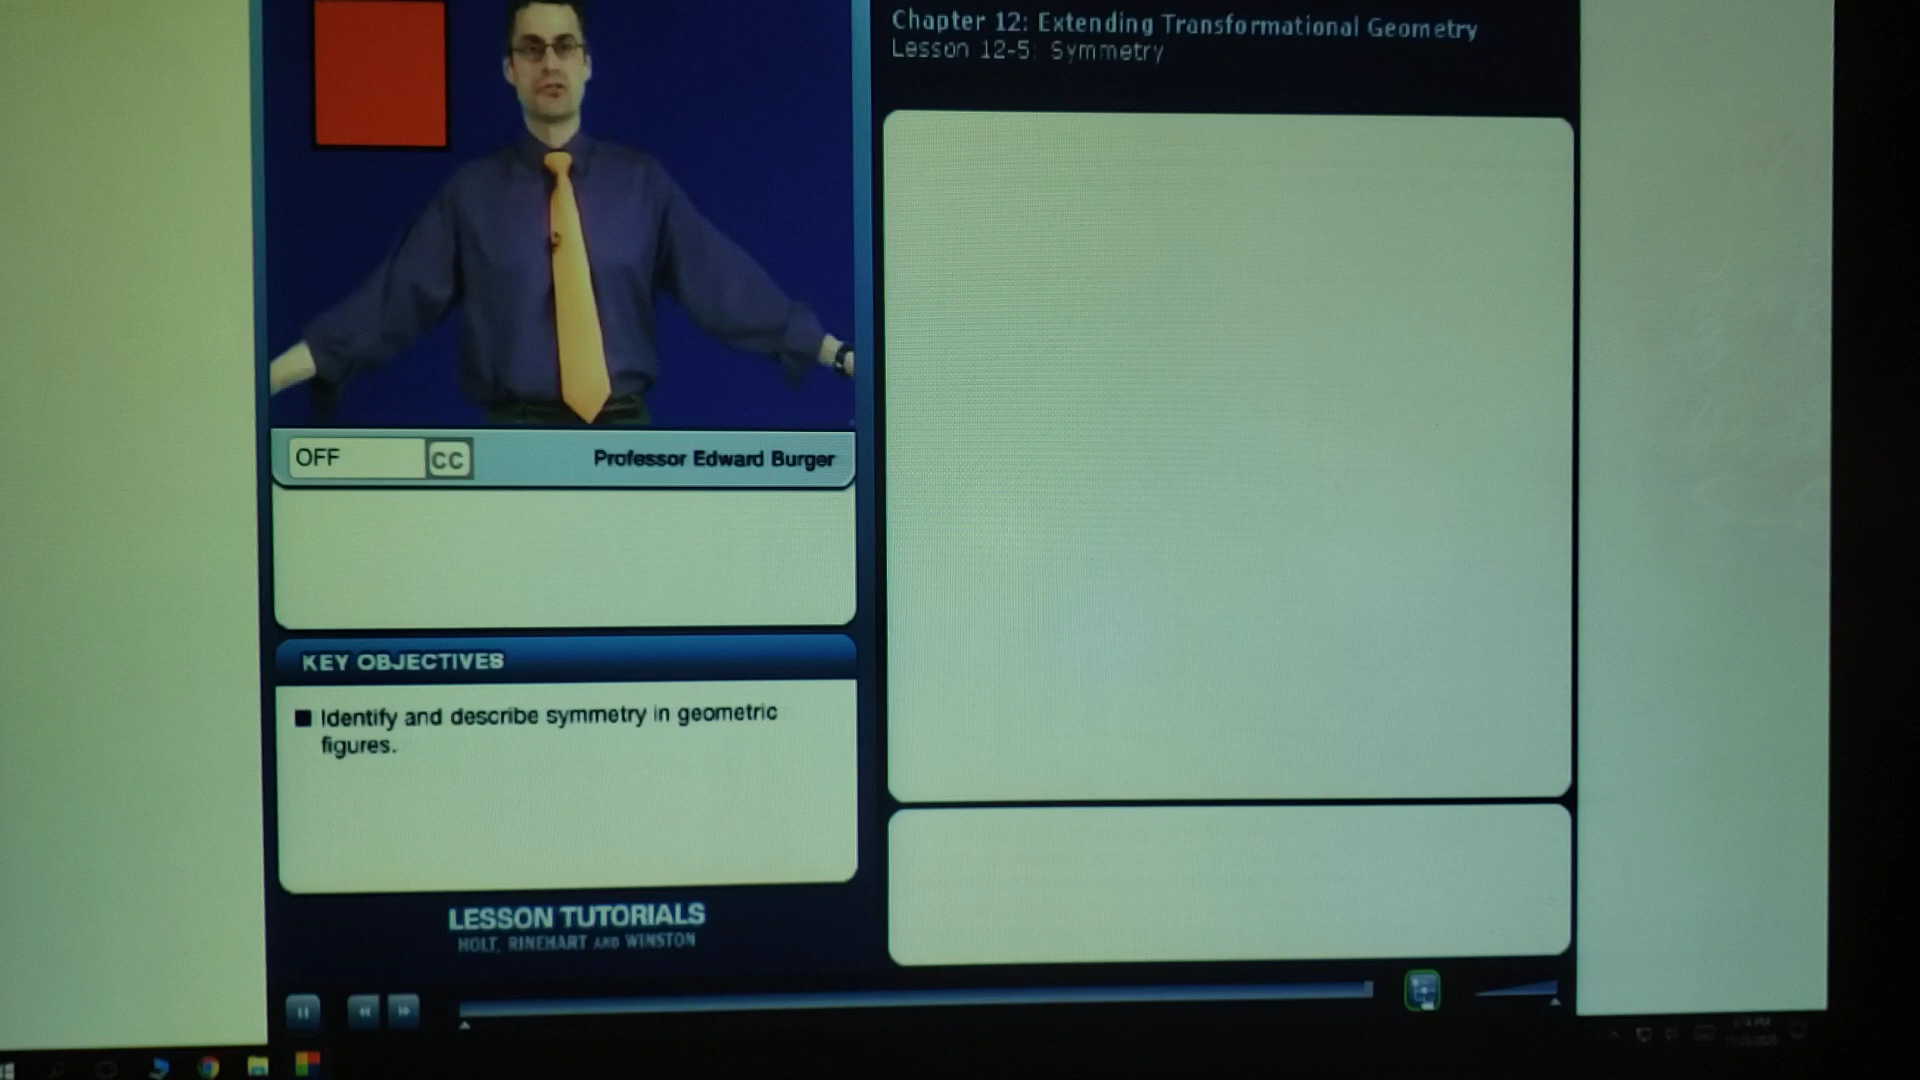 Chapter 12: Extending Transformational Geometry
Lesson 12-5: Symmetry
OFF
CC
Professor Edward Burger
KEY OBJECTIVES
Identify and describe symmetry in geometric
figures.
LESSON TUTORIALS
HOLT, RINEHART AND WINSTON